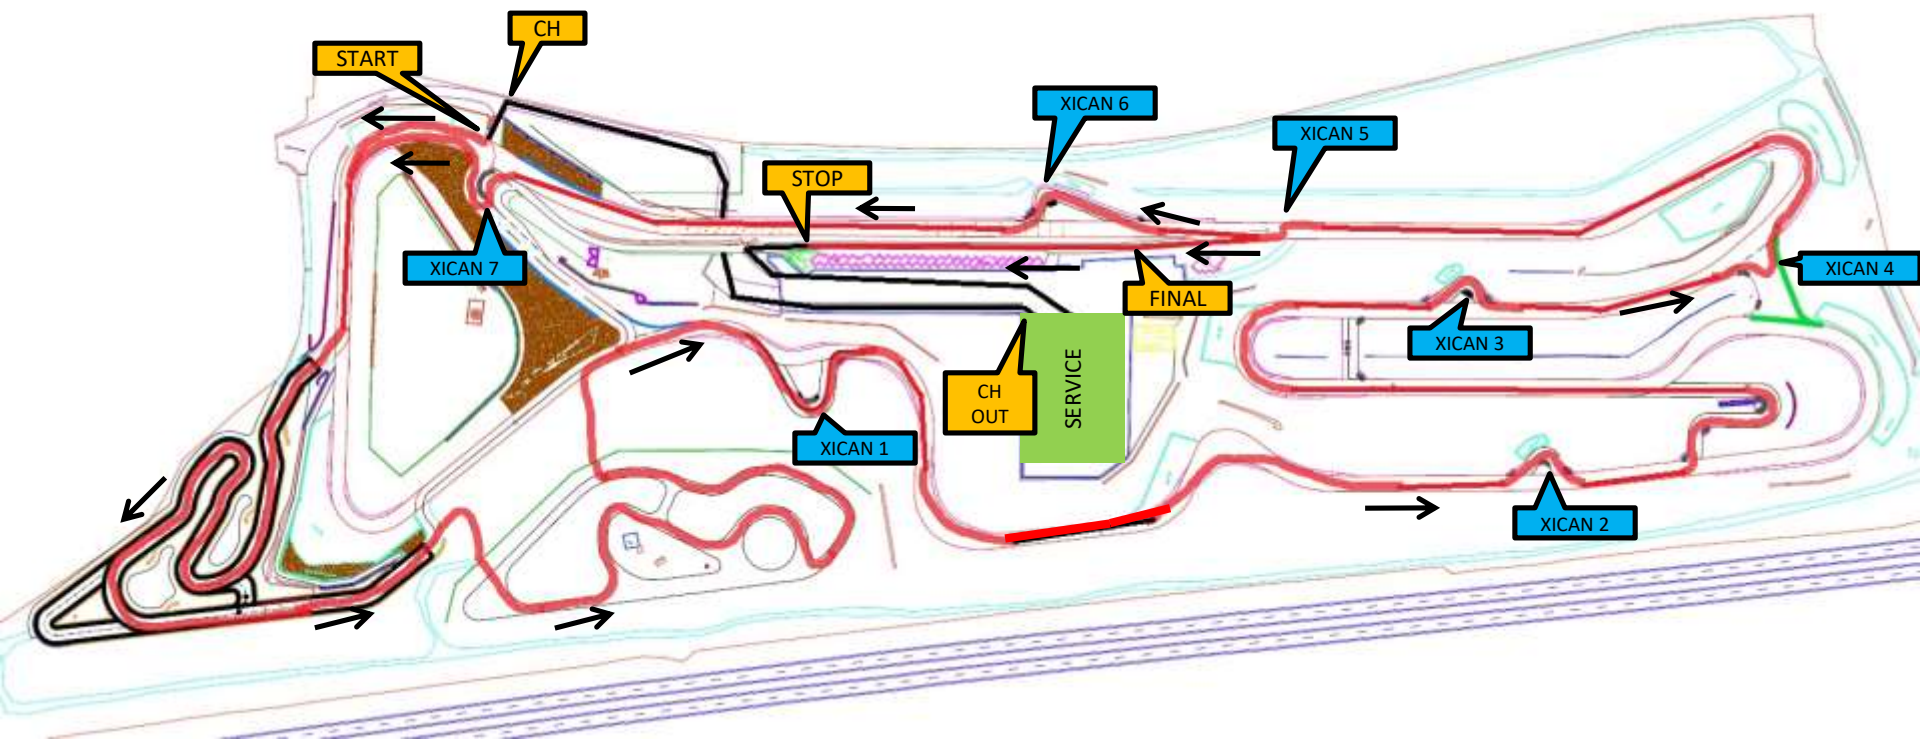 CH
START
XICAN 6
XICAN 5
STOP
XICAN 7
XICAN 4
FINAL
XICAN 3
SERVICE
CH
OUT
XICAN 1
XICAN 2